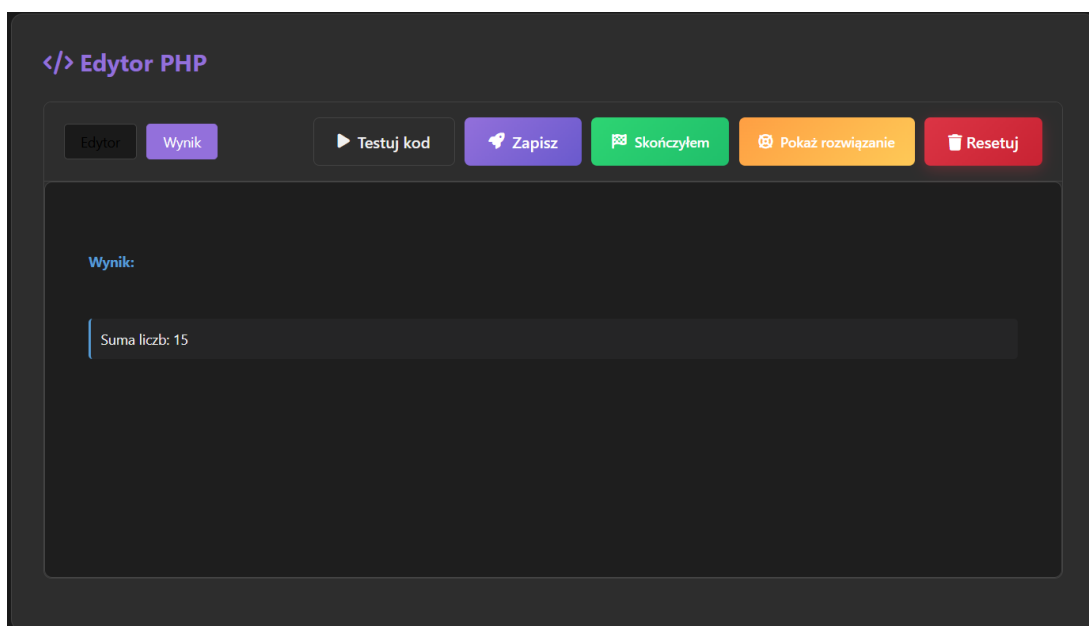 </> Edytor PHP
Edytor Wynik Testuj kod Zapisz Skończyłem Pokaż rozwiązanie Resetuj
Wynik:
Suma liczb: 15